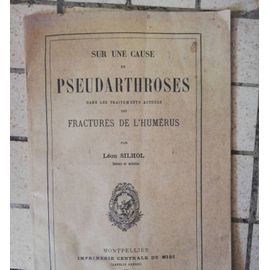 SUR UNE CAUSE
DE
PSEUDARTHROSES
DANS LES TRAITEMENTS ACTUELS
DES
FRACTURES DE L'HUMÉRUS
PAR
Léon SILHOL
MONTPELLIER
IMPRIMERIE CENTRALE DU MIDI